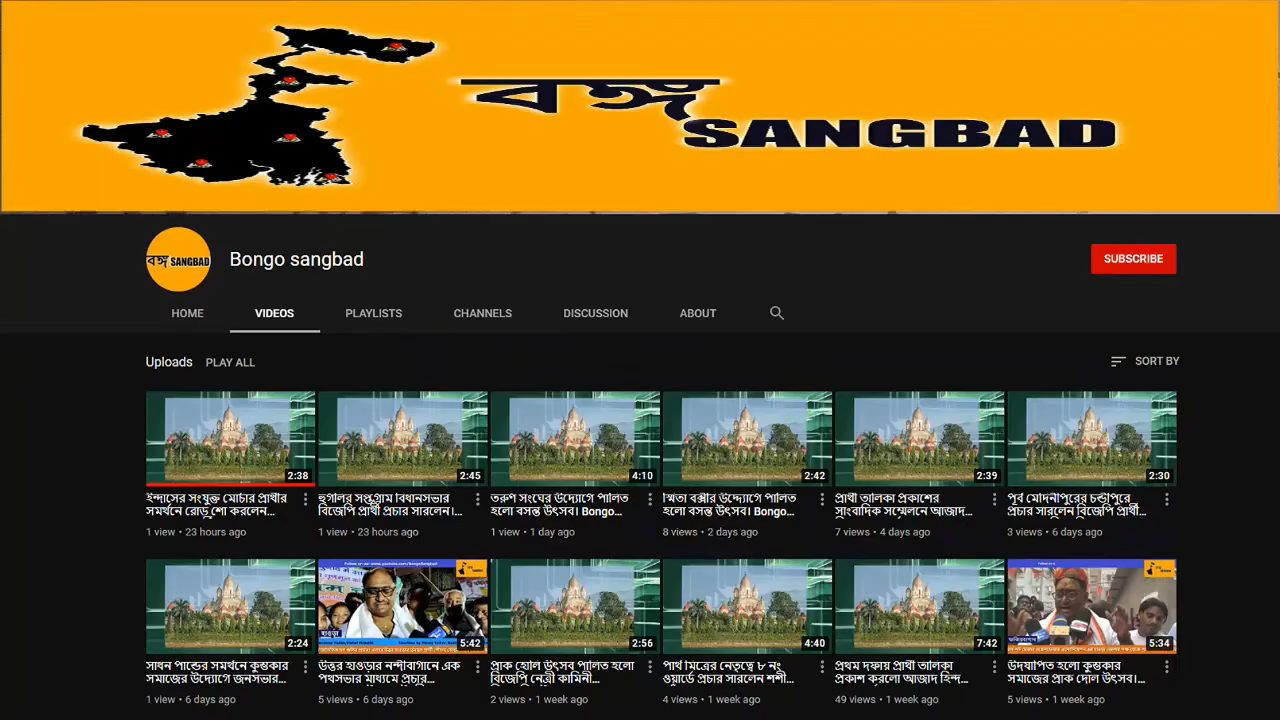 বঙ্গ
SANGBAD
বঙ্গ SANGBAD
Bongo sangbad
SUBSCRIBE
HOME
VIDEOS
PLAYLISTS
CHANNELS
DISCUSSION
ABOUT
Uploads
PLAY ALL
SORT BY
2:38
2:45
4:10
2:42
2:39
2:30
ইন্দাসের সংযুক্ত মোর্চার প্রার্থীর
সমর্থনে রোড শো করলেন...
1 view • 23 hours ago
হুগলির সপ্তগ্রাম বিধানসভার
বিজেপি প্রার্থী প্রচার সারলেন।...
1 view • 23 hours ago
তরুণ সংঘের উদ্যোগে পালিত
হলো বসন্ত উৎসব। Bongo...
1 view • 1 day ago
স্মিতা বক্সীর উদ্দ্যোগে পালিত
হলো বসন্ত উৎসব। Bongo...
8 views • 2 days ago
প্রার্থী তালিকা প্রকাশের
সাংবাদিক সম্মেলনে আজাদ...
7 views • 4 days ago
পূর্ব মেদিনীপুরের চন্ডীপুরে
প্রচার সারলেন বিজেপি প্রার্থী...
3 views • 6 days ago
Follow on us: www.youtube.com/BongoSangbad
হাওড়া
2:24
5:42
2:56
4:40
7:42
5:34
সাধন পান্ডের সমর্থনে কুম্ভকার
সমাজের উদ্যোগে জনসভার...
1 view • 6 days ago
উত্তর হাওড়ার নন্দীবাগানে এক
পথসভার মাধ্যমে প্রচার...
5 views • 6 days ago
প্রাক হোলি উৎসব পালিত হলো
বিজেপি নেত্রী কামিনী...
2 views • 1 week ago
পার্থ মিত্রের নেতৃত্বে ৮ নং
ওয়ার্ডে প্রচার সারলেন শশী...
4 views • 1 week ago
প্রথম দফায় প্রার্থী তালিকা
প্রকাশ করলো আজাদ হিন্দ...
49 views • 1 week ago
উদযাপিত হলো কুম্ভকার
সমাজের প্রাক দোল উৎসব।...
5 views • 1 week ago